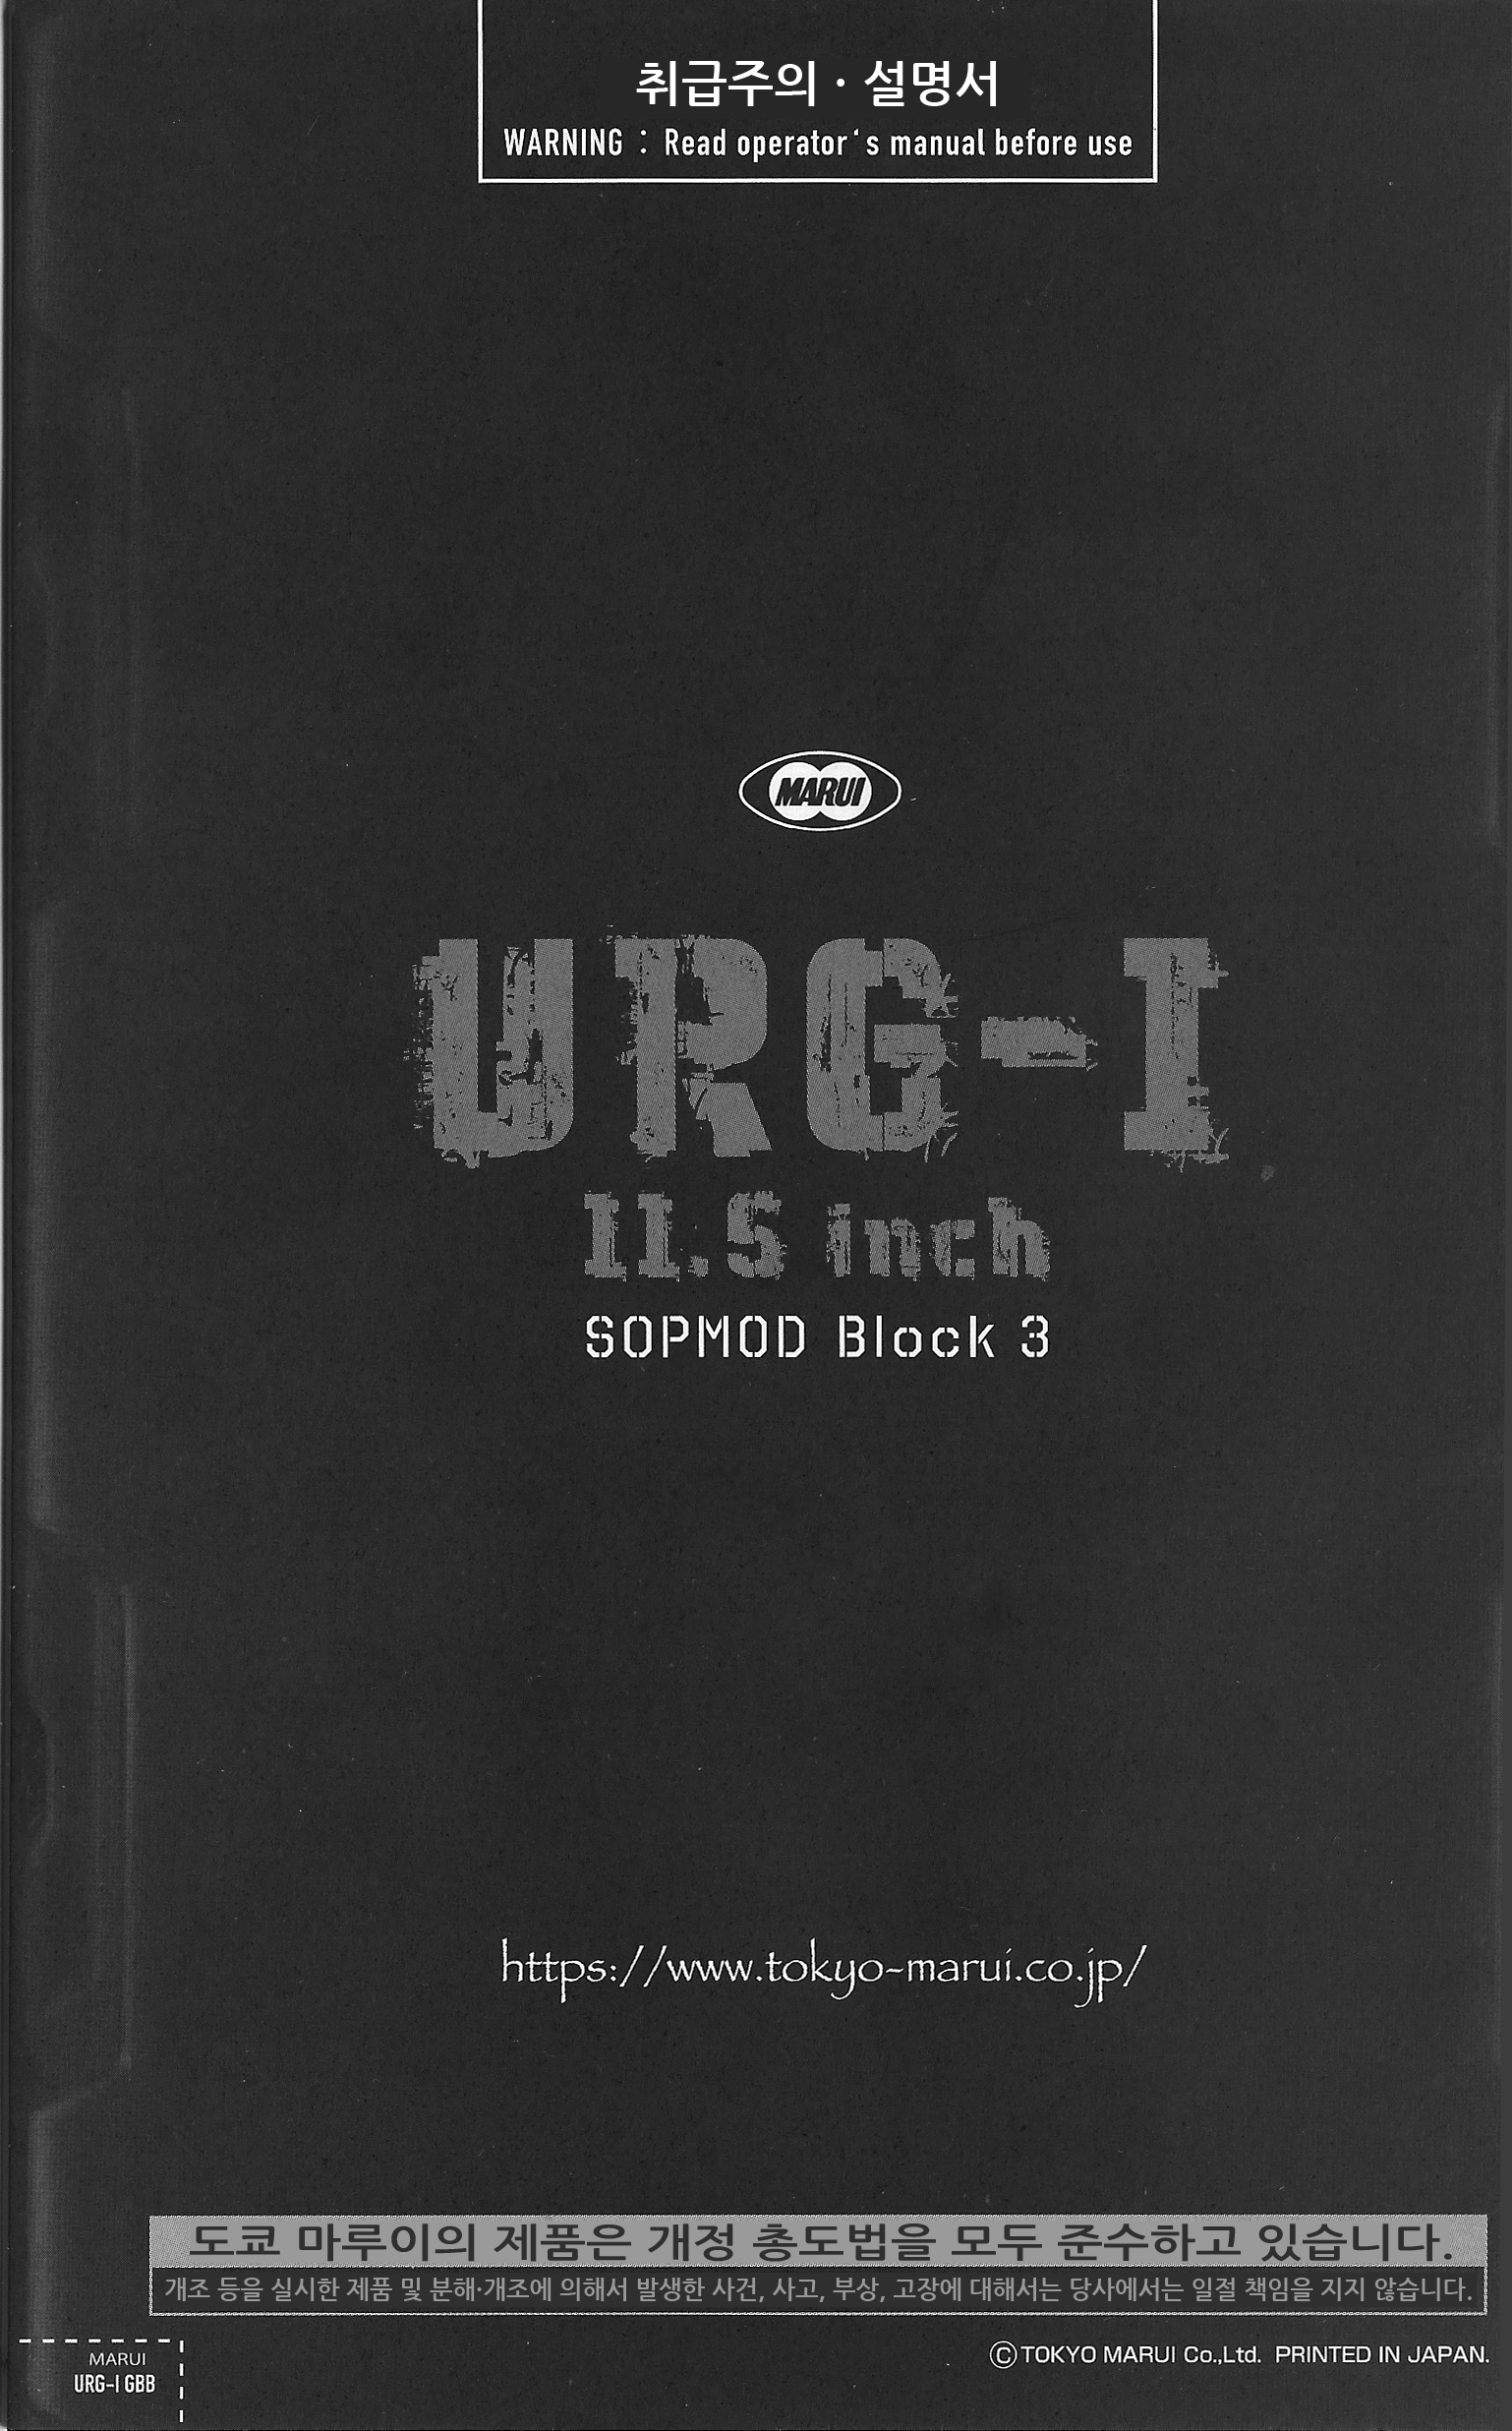 취급주의 · 설명서
WARNING : Read operator‘s manual before use
MARUI
URG-I
11.5 inch
SOPMOD Block 3
https://www.tokyo-marui.co.jp/
도쿄 마루이의 제품은 개정 총도법을 모두 준수하고 있습니다.
개조 등을 실시한 제품 및 분해·개조에 의해서 발생한 사건, 사고, 부상, 고장에 대해서는 당사에서는 일절 책임을 지지 않습니다.
MARUI
URG-I GBB
©TOKYO MARUI Co.,Ltd. PRINTED IN JAPAN.